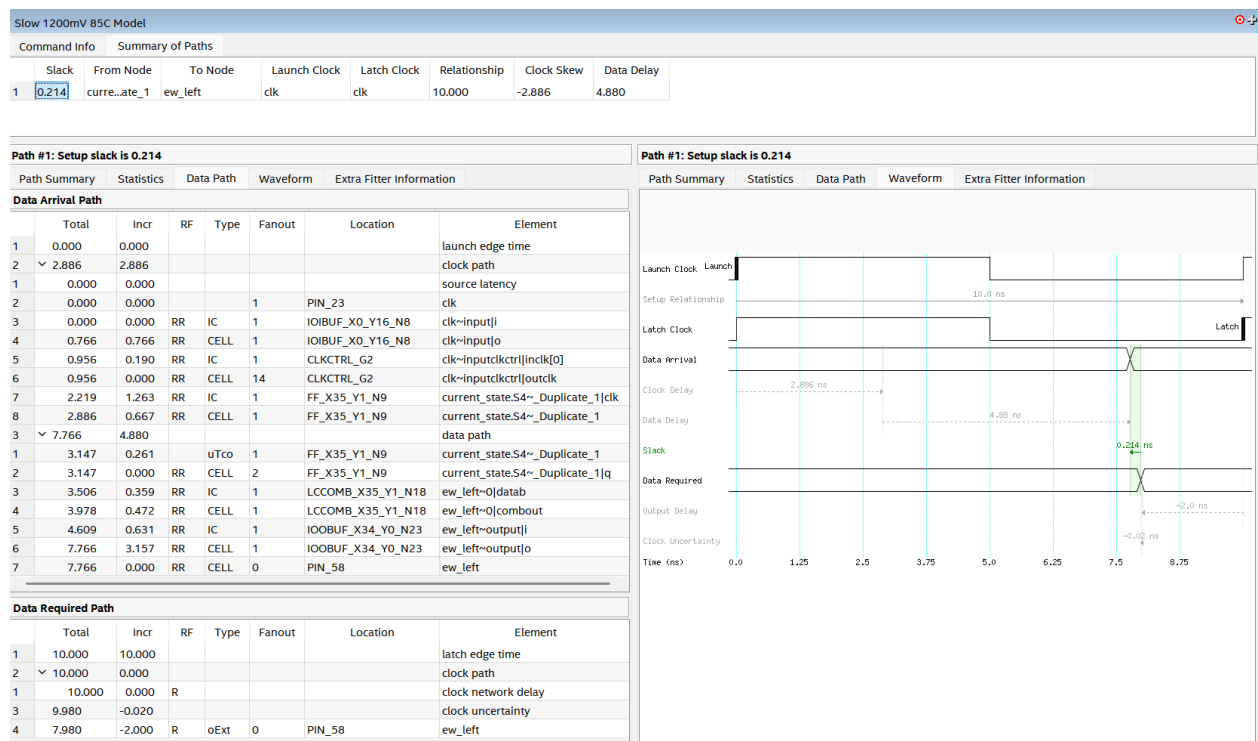 Slow 1200mV 85C Model
Command Info Summary of Paths
Slack From Node To Node Launch Clock Latch Clock Relationship Clock Skew Data Delay
1 0.214 curre...ate_1 ew_left clk clk 10.000 -2.886 4.880
Path #1: Setup slack is 0.214
Path Summary Statistics Data Path Waveform Extra Fitter Information
Data Arrival Path
Total Incr RF Type Fanout Location Element
1 0.000 0.000 launch edge time
2 2.886 2.886 clock path
1 0.000 0.000 source latency
2 0.000 0.000 1 PIN_23 clk
3 0.000 0.000 RR IC 1 IOIBUF_X0_Y16_N8 clk~input|i
4 0.766 0.766 RR CELL 1 IOIBUF_X0_Y16_N8 clk~input|o
5 0.956 0.190 RR IC 1 CLKCTRL_G2 clk~inputclkctrl|inclk[0]
6 0.956 0.000 RR CELL 14 CLKCTRL_G2 clk~inputclkctrl|outclk
7 2.219 1.263 RR IC 1 FF_X35_Y1_N9 current_state.S4~_Duplicate_1|clk
8 2.886 0.667 RR CELL 1 FF_X35_Y1_N9 current_state.S4~_Duplicate_1
3 7.766 4.880 data path
1 3.147 0.261 uTco 1 FF_X35_Y1_N9 current_state.S4~_Duplicate_1
2 3.147 0.000 RR CELL 2 FF_X35_Y1_N9 current_state.S4~_Duplicate_1|q
3 3.506 0.359 RR IC 1 LCCOMB_X35_Y1_N18 ew_left~0|datab
4 3.978 0.472 RR CELL 1 LCCOMB_X35_Y1_N18 ew_left~0|combout
5 4.609 0.631 RR IC 1 IOOBUF_X34_Y0_N23 ew_left~output|i
6 7.766 3.157 RR CELL 1 IOOBUF_X34_Y0_N23 ew_left~output|o
7 7.766 0.000 RR CELL 0 PIN_58 ew_left
Data Required Path
Total Incr RF Type Fanout Location Element
1 10.000 10.000 latch edge time
2 10.000 0.000 clock path
1 10.000 0.000 R clock network delay
3 9.980 -0.020 clock uncertainty
4 7.980 -2.000 R oExt 0 PIN_58 ew_left
Path #1: Setup slack is 0.214
Path Summary Statistics Data Path Waveform Extra Fitter Information
Launch Clock Launch
Setup Relationship 10.0 ns
Latch Clock Latch
Data Arrival
Clock Delay 2.886 ns
Data Delay 4.88 ns
Slack 0.214 ns
Data Required
Output Delay -2.0 ns
Clock Uncertainty -0.02 ns
Time (ns) 0.0 1.25 2.5 3.75 5.0 6.25 7.5 8.75